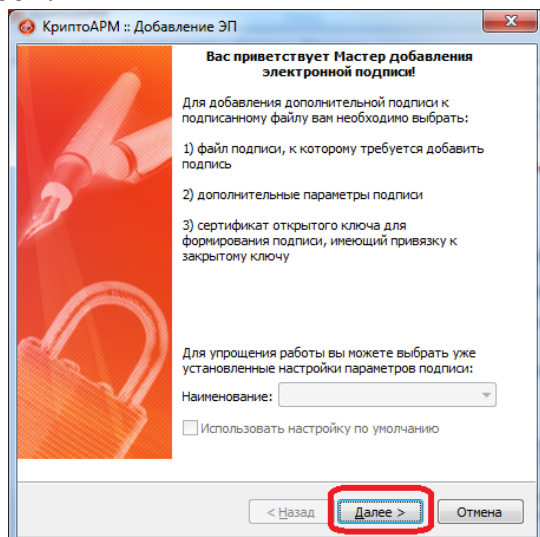 КриптоАРМ :: Добавление ЭП
Вас приветствует Мастер добавления
электронной подписи!
Для добавления дополнительной подписи к
подписанному файлу вам необходимо выбрать:
1) файл подписи, к которому требуется добавить
подпись
2) дополнительные параметры подписи
3) сертификат открытого ключа для
формирования подписи, имеющий привязку к
закрытому ключу
Для упрощения работы вы можете выбрать уже
установленные настройки параметров подписи:
Наименование:
Использовать настройку по умолчанию
< Назад Далее > Отмена